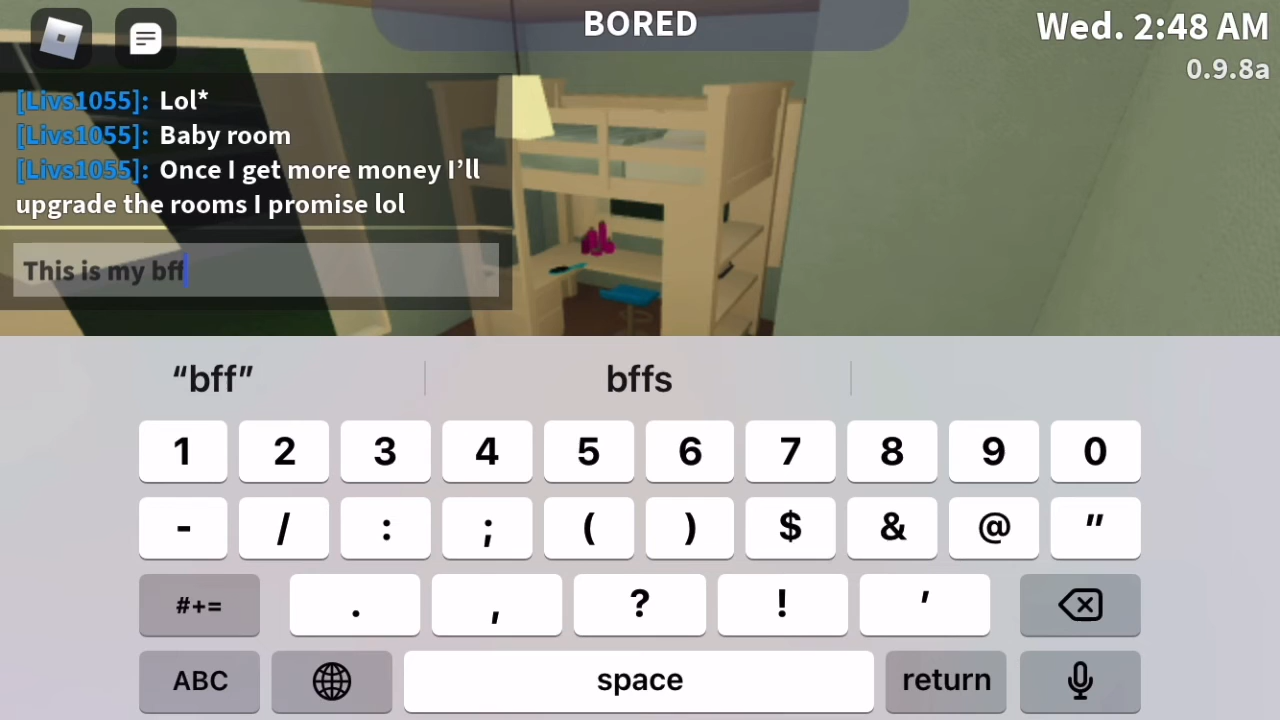 BORED
Wed. 2:48 AM
0.9.8a
[Livs1055]: Lol*
[Livs1055]: Baby room
[Livs1055]: Once I get more money I’ll
upgrade the rooms I promise lol
This is my bff
“bff” bffs
1 2 3 4 5 6 7 8 9 0
- / : ; ( ) $ & @ "
#+= . , ? ! '
ABC space return